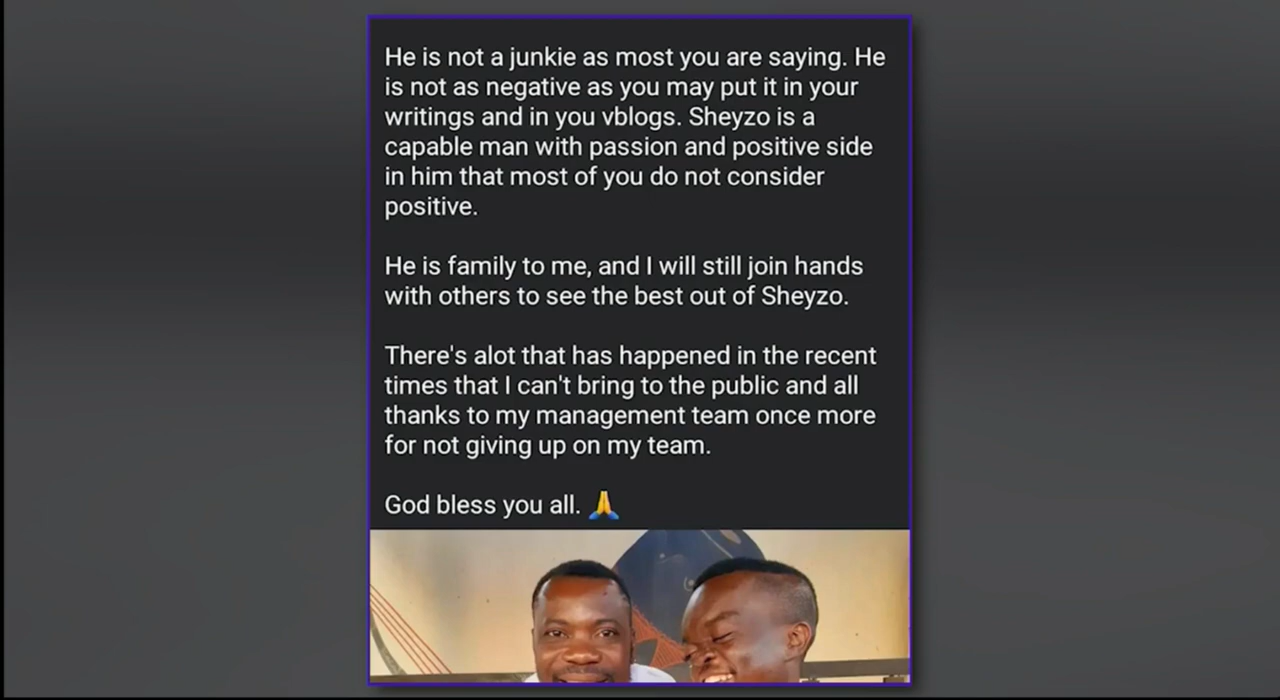 He is not a junkie as most you are saying. He
is not as negative as you may put it in your
writings and in you vblogs. Sheyzo is a
capable man with passion and positive side
in him that most of you do not consider
positive.
He is family to me, and I will still join hands
with others to see the best out of Sheyzo.
There's alot that has happened in the recent
times that I can't bring to the public and all
thanks to my management team once more
for not giving up on my team.
God bless you all. 🙏